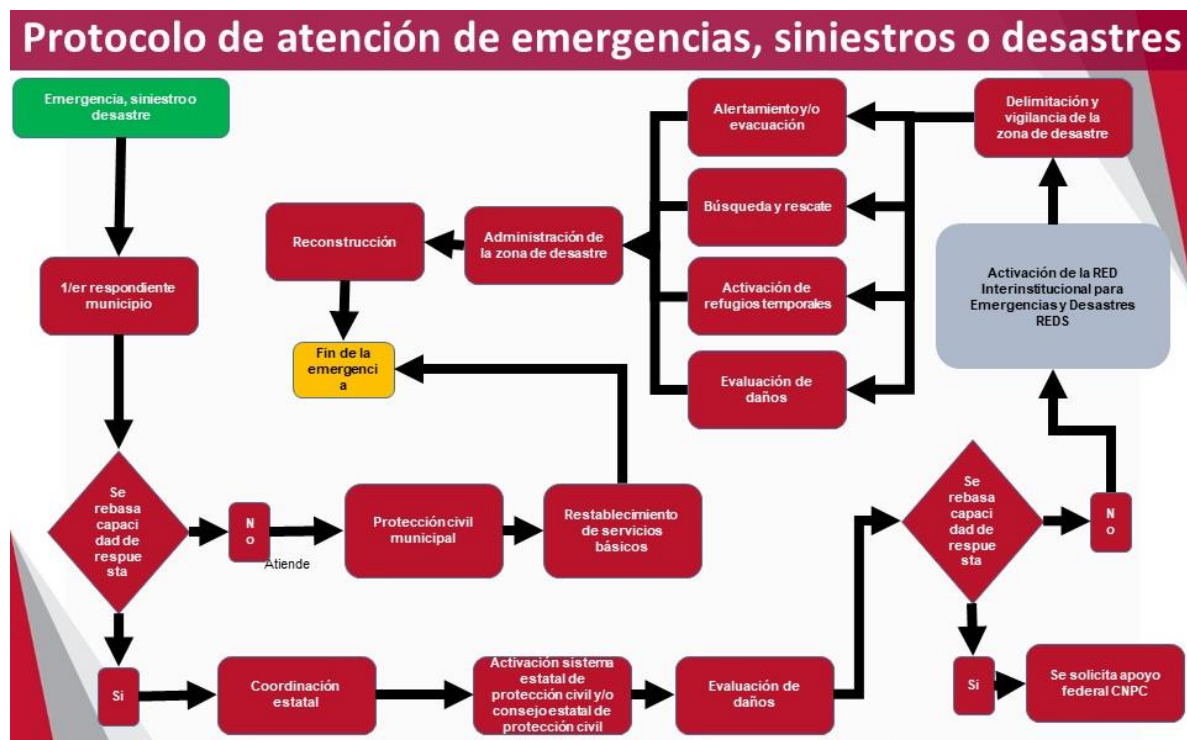 Protocolo de atención de emergencias, siniestros o desastres
Emergencia, siniestro o
desastre
1/er respondiente
municipio
Se
rebasa
capaci
dad de
respue
sta
N
o
Atiende
Protección civil
municipal
Restablecimiento
de servicios
básicos
Si
Coordinación
estatal
Activación sistema
estatal de
protección civil y/o
consejo estatal de
protección civil
Evaluación de
daños
Se
rebasa
capaci
dad de
respue
sta
N
o
Si
Se solicita apoyo
federal CNPC
Activación de la RED
Interinstitucional para
Emergencias y Desastres
REDS
Delimitación y
vigilancia de la
zona de desastre
Alertamiento y/o
evacuación
Búsqueda y rescate
Activación de
refugios temporales
Evaluación de
daños
Administración de
la zona de desastre
Reconstrucción
Fin de la
emergenci
a